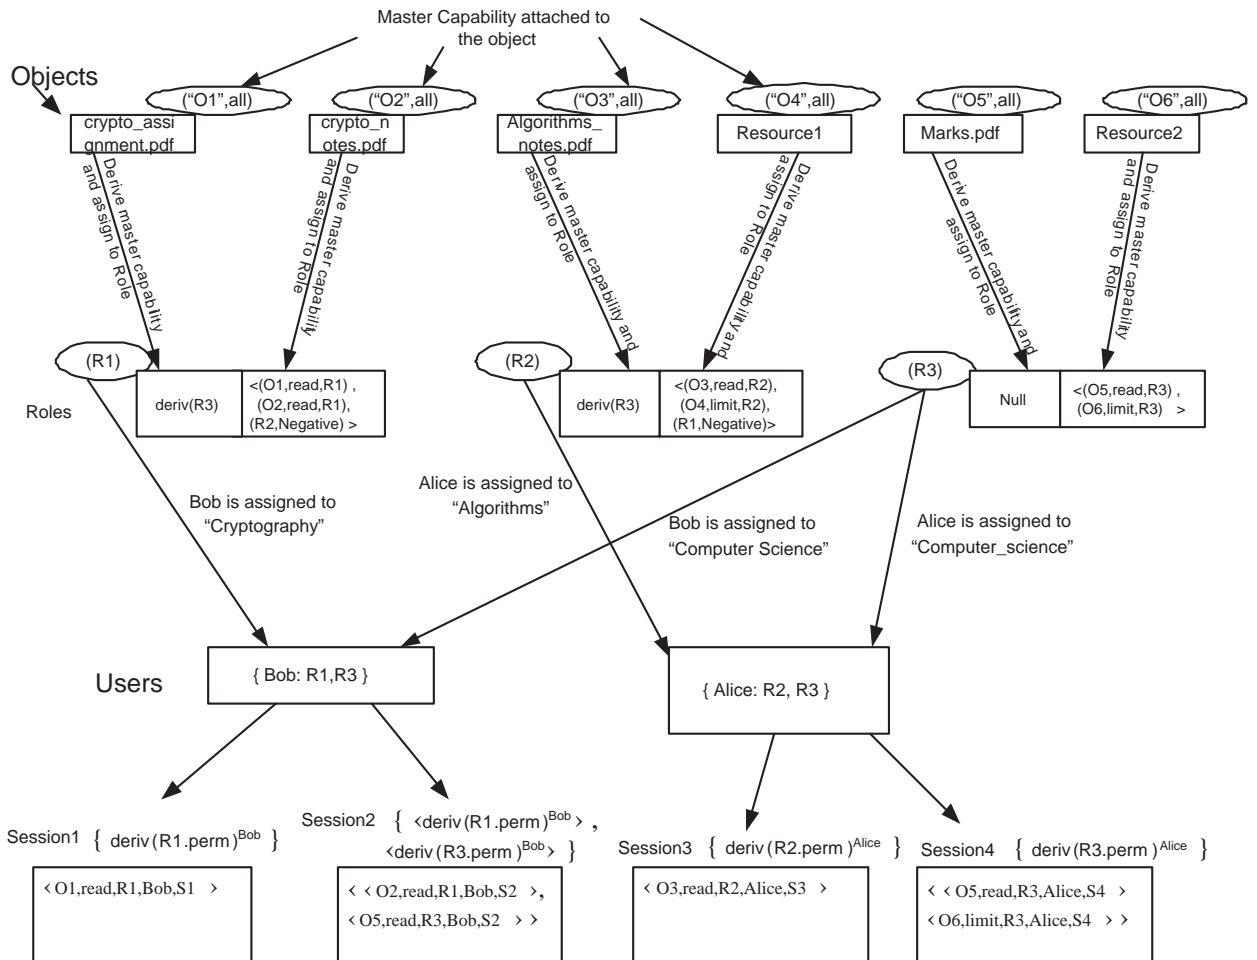 Master Capability attached to
the object
Objects
(“O1”,all)
(“O2”,all)
(“O3”,all)
(“O4”,all)
(“O5”,all)
(“O6”,all)
crypto_assi
gnment.pdf
crypto_n
otes.pdf
Algorithms_
notes.pdf
Resource1
Marks.pdf
Resource2
Derive master capability
and assign to Role
Derive master capability
and assign to Role
Derive master capability and
assign to Role
Derive master capability and
assign to Role
Derive master capability and
assign to Role
Derive master capability
and assign to Role
(R1)
(R2)
(R3)
Roles
deriv(R3)
<(O1,read,R1) ,
(O2,read,R1),
(R2,Negative) >
deriv(R3)
<(O3,read,R2),
(O4,limit,R2),
(R1,Negative)>
Null
<(O5,read,R3) ,
(O6,limit,R3) >
Bob is assigned to
“Cryptography”
Alice is assigned to
“Algorithms”
Bob is assigned to
“Computer Science”
Alice is assigned to
“Computer_science”
Users
{ Bob: R1,R3 }
{ Alice: R2, R3 }
Session1 { deriv(R1.perm)^Bob }
Session2 { ‹deriv(R1.perm)^Bob › ,
‹deriv(R3.perm)^Bob › }
Session3 { deriv(R2.perm)^Alice }
Session4 { deriv(R3.perm)^Alice }
‹ O1,read,R1,Bob,S1 ›
‹ ‹ O2,read,R1,Bob,S2 › ,
‹ O5,read,R3,Bob,S2 › ›
‹ O3,read,R2,Alice,S3 ›
‹ ‹ O5,read,R3,Alice,S4 ›
‹ O6,limit,R3,Alice,S4 › ›